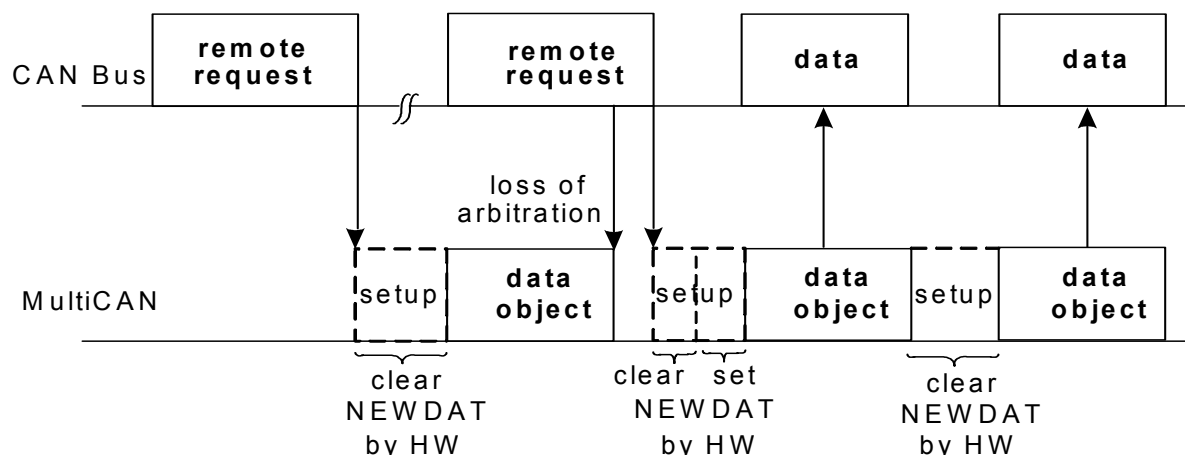 CAN Bus
remote
request
remote
request
data
data
loss of
arbitration
MultiCAN
setup
data
object
setup
data
object
setup
data
object
clear
NEWDAT
by HW
clear set
NEWDAT
by HW
clear
NEWDAT
by HW